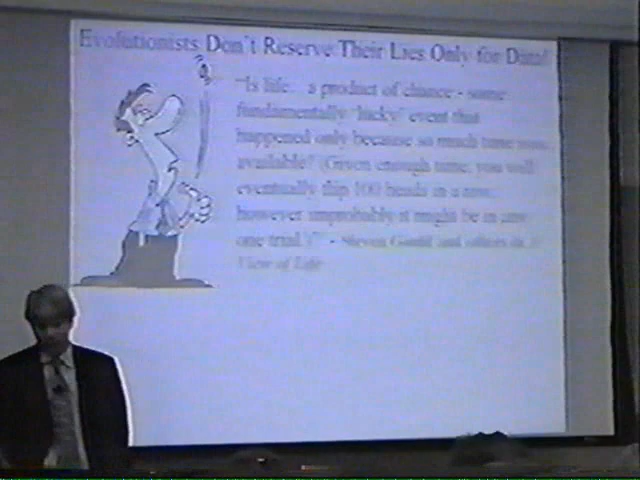 Evolutionists Don't Reserve Their Lies Only for Data!
"Is life... a product of chance - some
fundamentally 'lucky' event that
happened only because so much time was
available? (Given enough time, you will
eventually flip 100 heads in a row,
however improbably it might be in any
one trial.)" - Steven Gould and others in A
View of Life